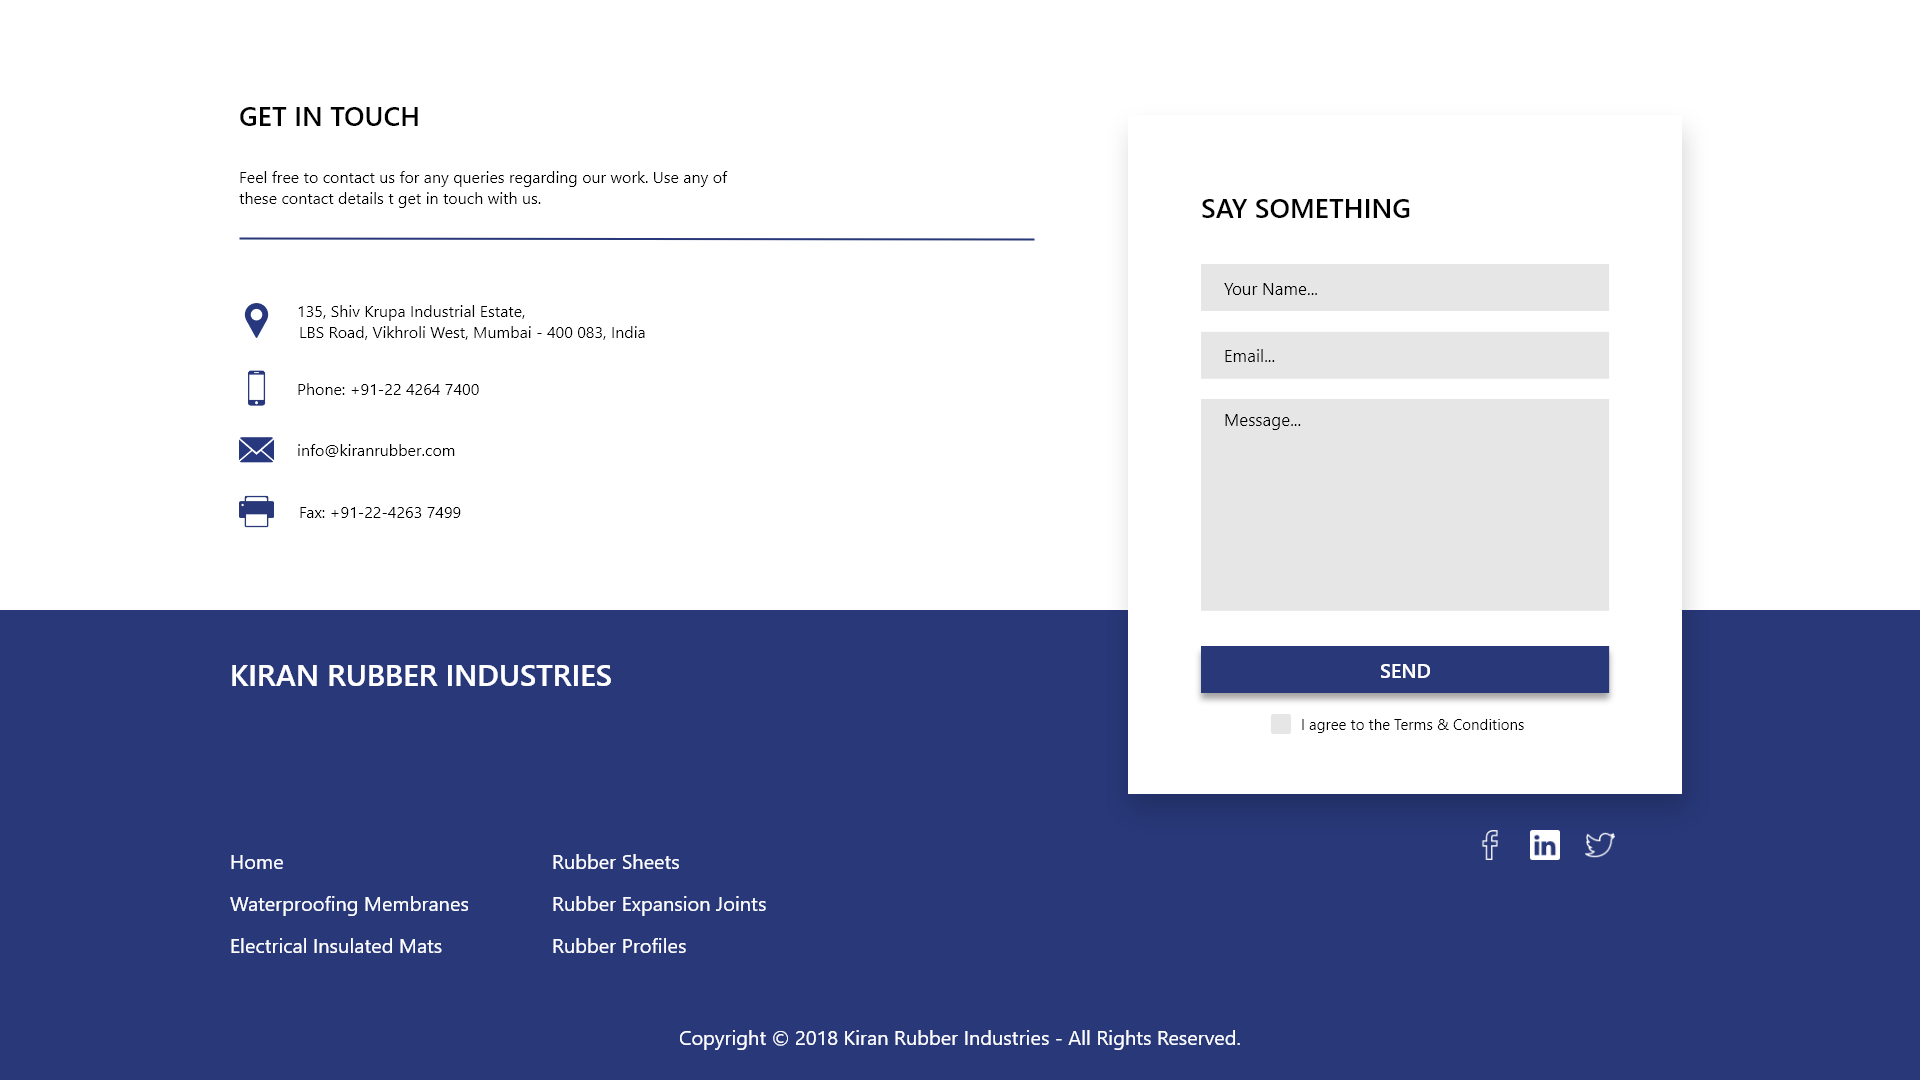 GET IN TOUCH
Feel free to contact us for any queries regarding our work. Use any of
these contact details t get in touch with us.
135, Shiv Krupa Industrial Estate,
LBS Road, Vikhroli West, Mumbai - 400 083, India
Phone: +91-22 4264 7400
info@kiranrubber.com
Fax: +91-22-4263 7499
SAY SOMETHING
Your Name...
Email...
Message...
SEND
I agree to the Terms & Conditions
KIRAN RUBBER INDUSTRIES
Home
Waterproofing Membranes
Electrical Insulated Mats
Rubber Sheets
Rubber Expansion Joints
Rubber Profiles
Copyright © 2018 Kiran Rubber Industries - All Rights Reserved.